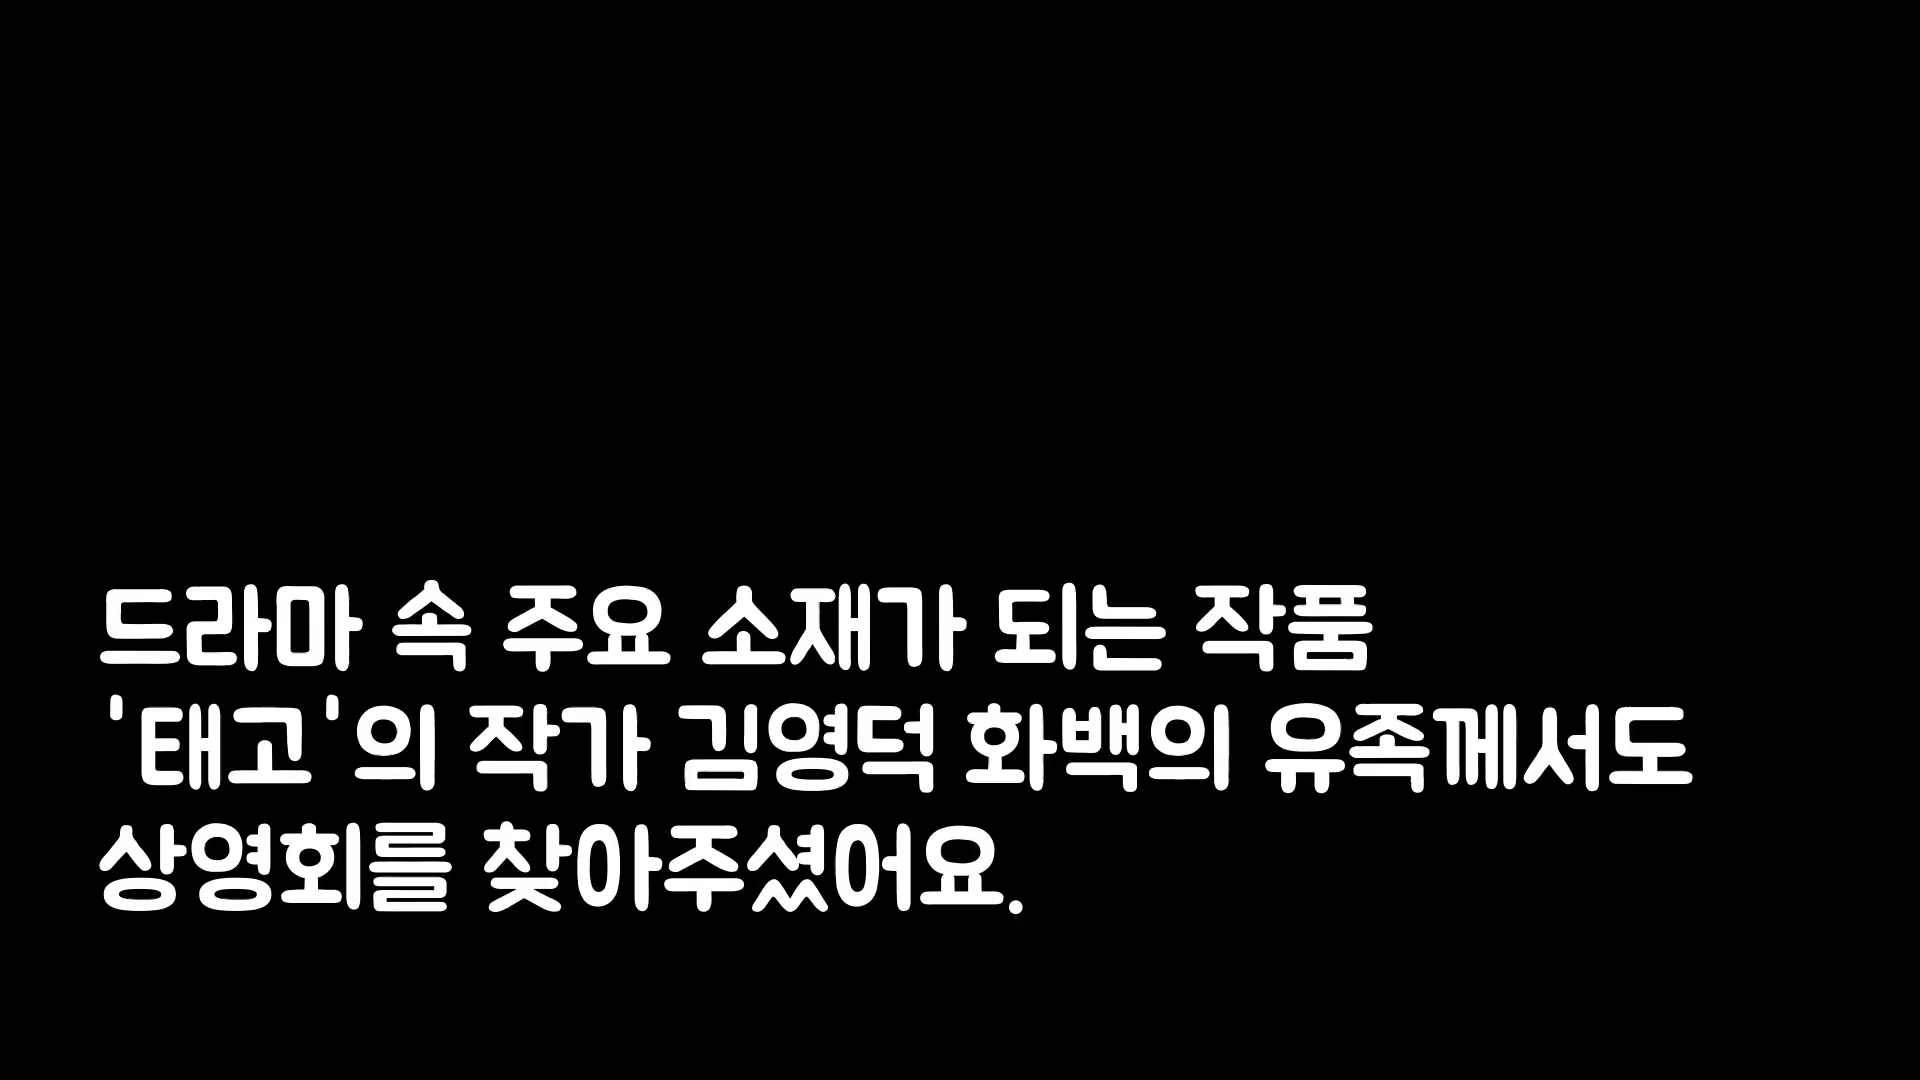 드라마 속 주요 소재가 되는 작품
'태고'의 작가 김영덕 화백의 유족께서도
상영회를 찾아주셨어요.